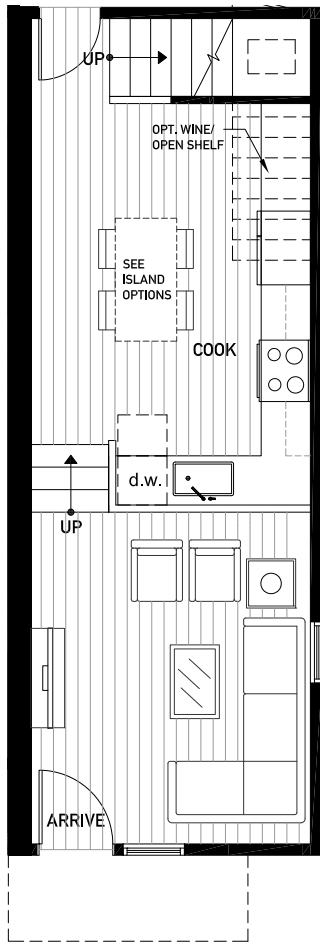 UP
OPT. WINE/
OPEN SHELF
SEE
ISLAND
OPTIONS
COOK
d.w.
UP
ARRIVE